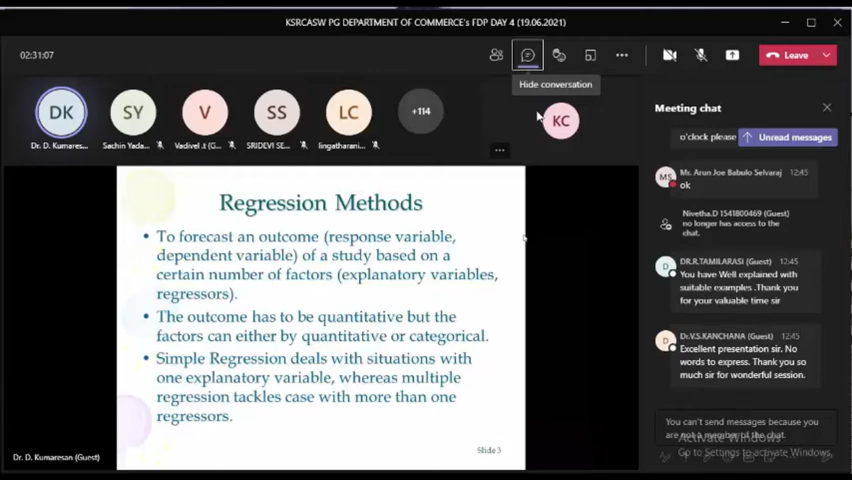 KSRCASW PG DEPARTMENT OF COMMERCE's FDP DAY 4 (19.06.2021)
02:31:07
Leave
Hide conversation
DK
SY
V
SS
LC
+114
KC
Dr. D. Kumares...
Sachin Yada...
Vadivel .t (G...
SRIDEVI SE...
lingatharani...
Meeting chat
o'clock please
Unread messages
MS
Mr. Arun Joe Babulo Selvaraj 12:45
ok
Nivetha.D 1541800469 (Guest)
no longer has access to the
chat.
D
DR.R.TAMILARASI (Guest) 12:45
You have Well explained with
suitable examples .Thank you
for your valuable time sir
D
Dr.V.S.KANCHANA (Guest) 12:45
Excellent presentation sir. No
words to express. Thank you so
much sir for wonderful session.
You can't send messages because you
are not a member of the chat.
Activate Windows
Go to Settings to activate Windows.
Regression Methods
• To forecast an outcome (response variable,
dependent variable) of a study based on a
certain number of factors (explanatory variables,
regressors).
• The outcome has to be quantitative but the
factors can either by quantitative or categorical.
• Simple Regression deals with situations with
one explanatory variable, whereas multiple
regression tackles case with more than one
regressors.
Slide 3
Dr. D. Kumaresan (Guest)